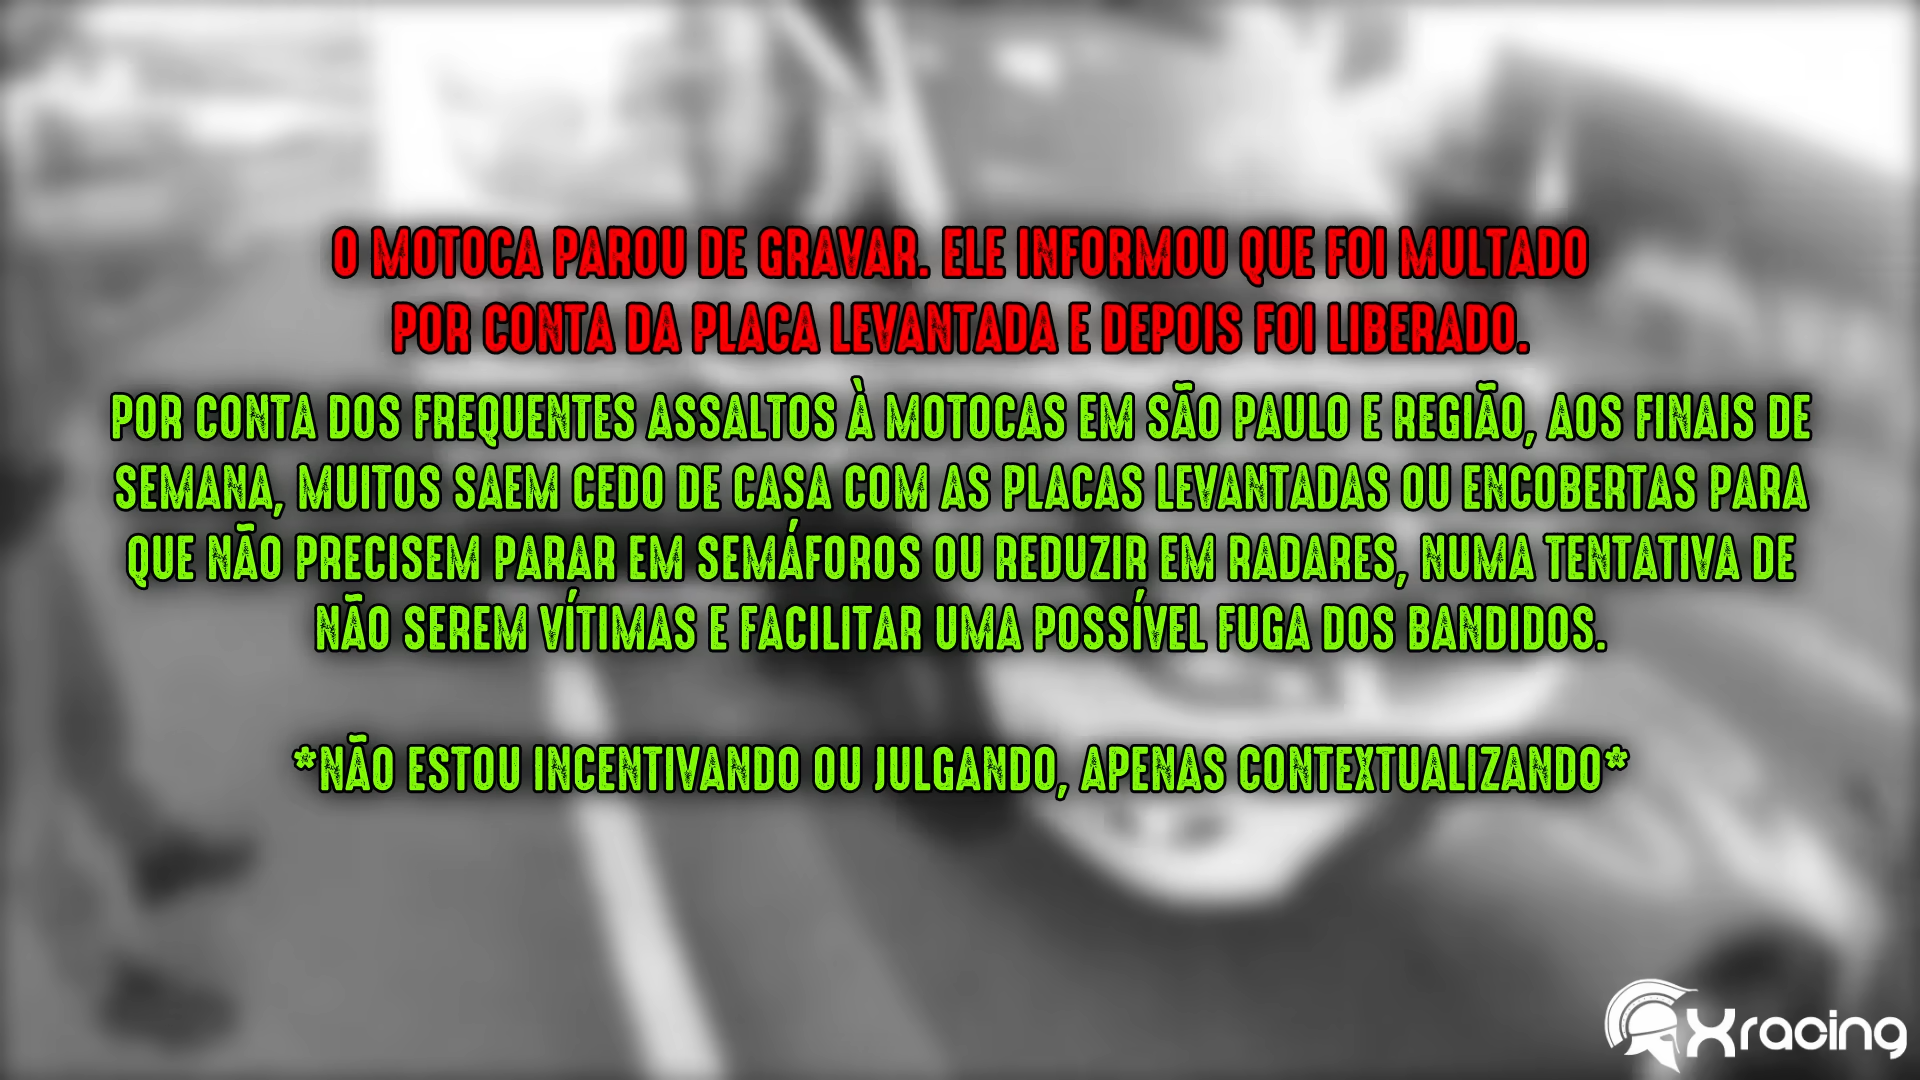 O MOTOCA PAROU DE GRAVAR. ELE INFORMOU QUE FOI MULTADO
POR CONTA DA PLACA LEVANTADA E DEPOIS FOI LIBERADO.
POR CONTA DOS FREQUENTES ASSALTOS À MOTOCAS EM SÃO PAULO E REGIÃO, AOS FINAIS DE
SEMANA, MUITOS SAEM CEDO DE CASA COM AS PLACAS LEVANTADAS OU ENCOBERTAS PARA
QUE NÃO PRECISEM PARAR EM SEMÁFOROS OU REDUZIR EM RADARES, NUMA TENTATIVA DE
NÃO SEREM VÍTIMAS E FACILITAR UMA POSSÍVEL FUGA DOS BANDIDOS.
*NÃO ESTOU INCENTIVANDO OU JULGANDO, APENAS CONTEXTUALIZANDO*
Xracing